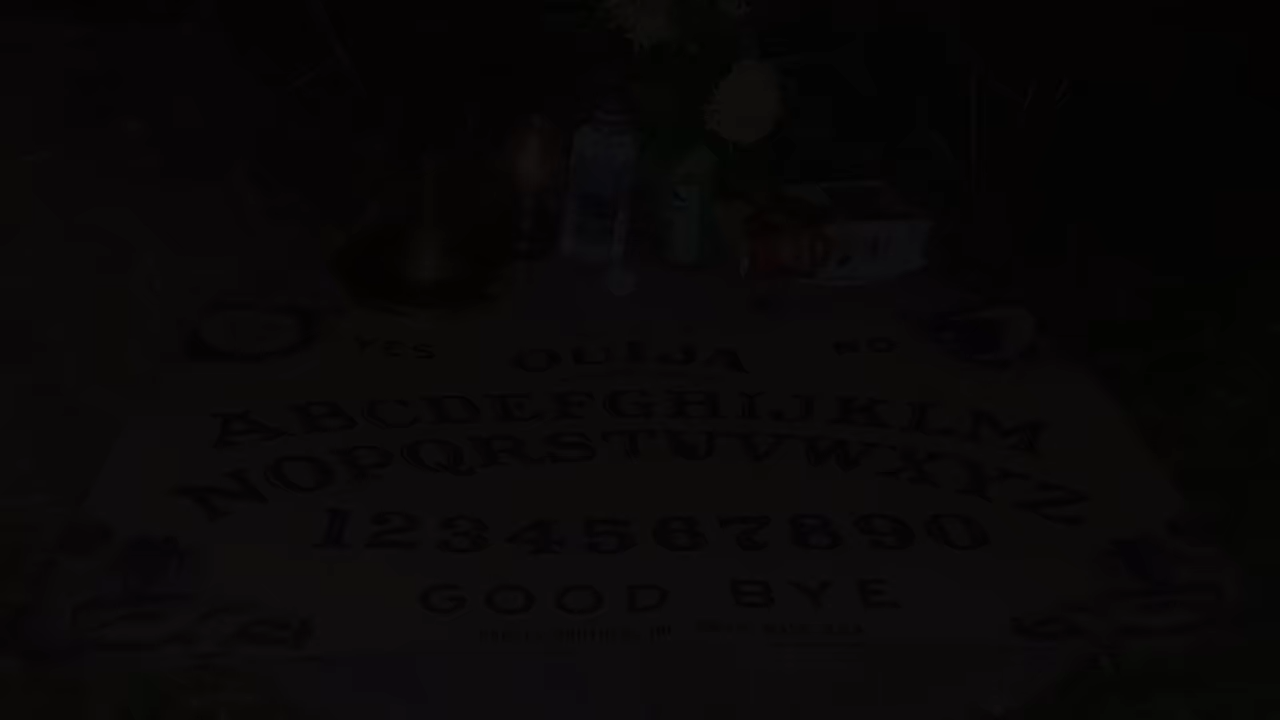 YES OUIJA NO
ABCDEFGHIJKLM
NOPQRSTUVWXYZ
1234567890
GOOD BYE